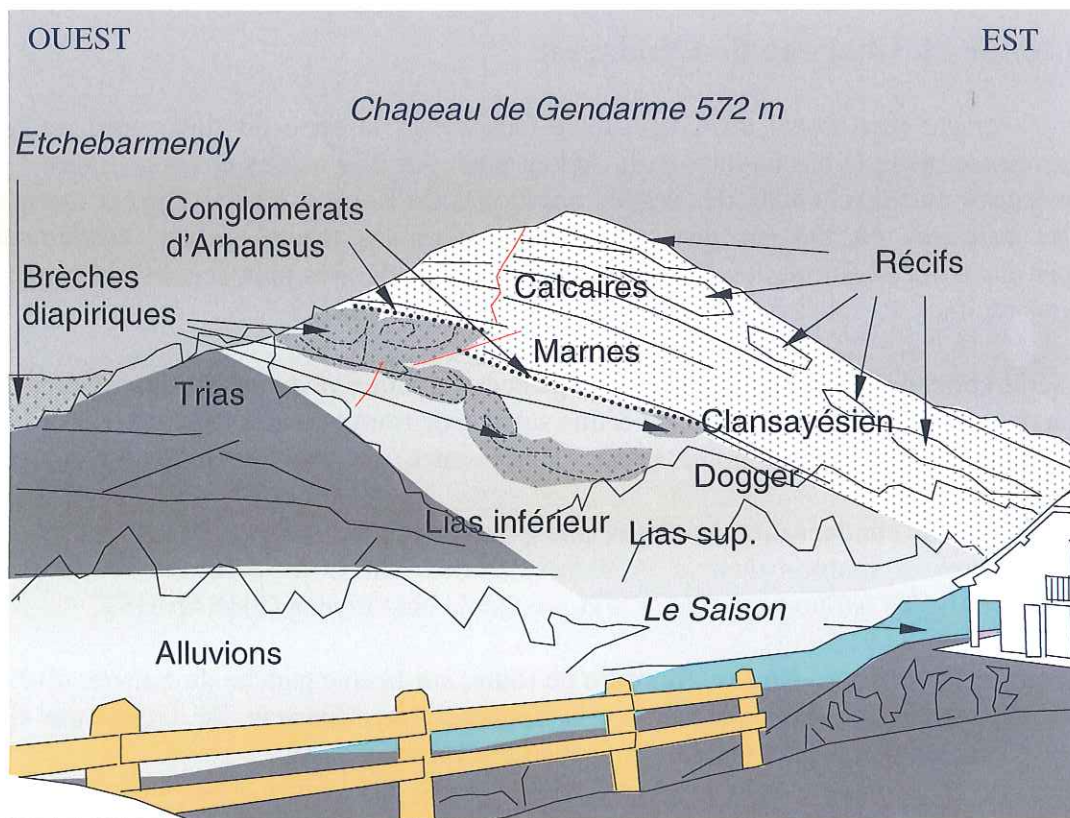 OUEST
EST
Chapeau de Gendarme 572 m
Etchebarmendy
Conglomérats
d'Arhansus
Récifs
Brèches
diapiriques
Calcaires
Marnes
Trias
Clansayésien
Dogger
Lias inférieur
Lias sup.
Le Saison
Alluvions